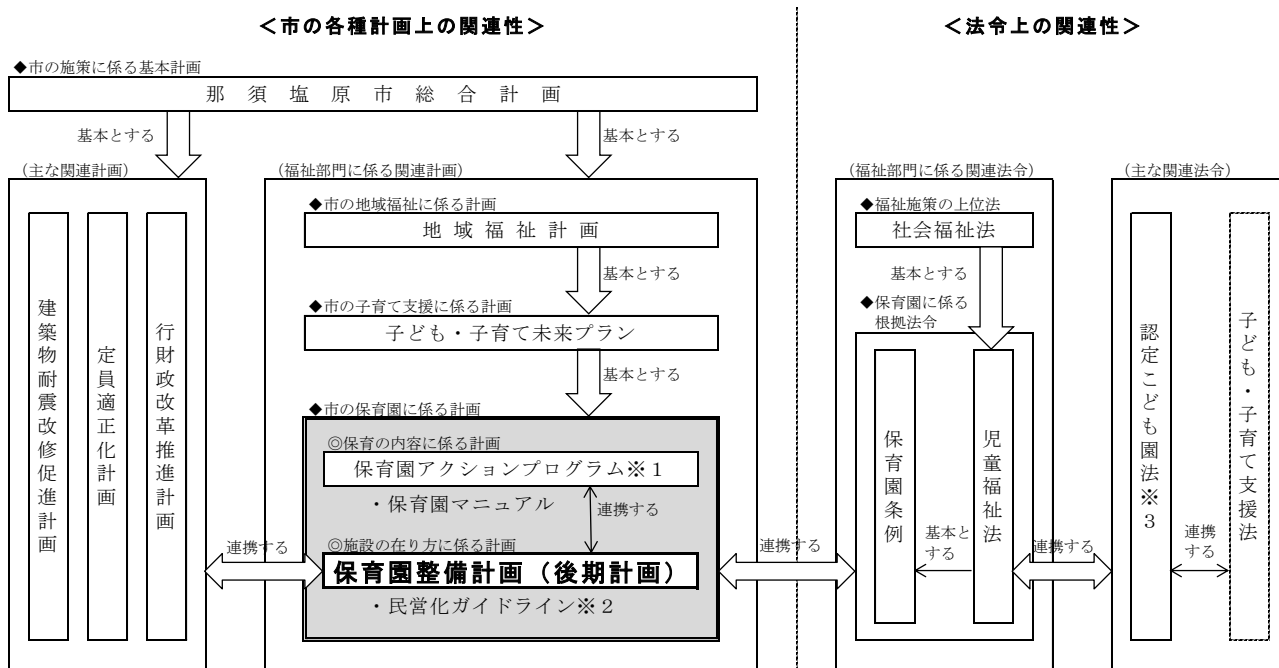 ＜市の各種計画上の関連性＞
◆市の施策に係る基本計画
那須塩原市総合計画
基本とする
基本とする
(主な関連計画)
建築物耐震改修促進計画
定員適正化計画
行財政改革推進計画
連携する
(福祉部門に係る関連計画)
◆市の地域福祉に係る計画
地域福祉計画
基本とする
◆市の子育て支援に係る計画
子ども・子育て未来プラン
基本とする
◆市の保育園に係る計画
◎保育の内容に係る計画
保育園アクションプログラム※１
・保育園マニュアル
連携する
◎施設の在り方に係る計画
保育園整備計画（後期計画）
・民営化ガイドライン※２
連携する
＜法令上の関連性＞
(福祉部門に係る関連法令)
◆福祉施策の上位法
社会福祉法
基本とする
◆保育園に係る
根拠法令
保育園条例
基本と
する
児童福祉法
連携する
(主な関連法令)
認定こども園法※３
連携
する
子ども・子育て支援法